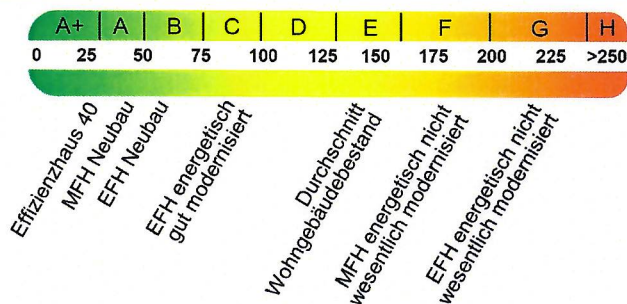 A+ A B C D E F G H
0 25 50 75 100 125 150 175 200 225 >250
Effizienzhaus 40
MFH Neubau
EFH Neubau
EFH energetisch
gut modernisiert
Durchschnitt
Wohngebäudebestand
MFH energetisch nicht
wesentlich modernisiert
EFH energetisch nicht
wesentlich modernisiert